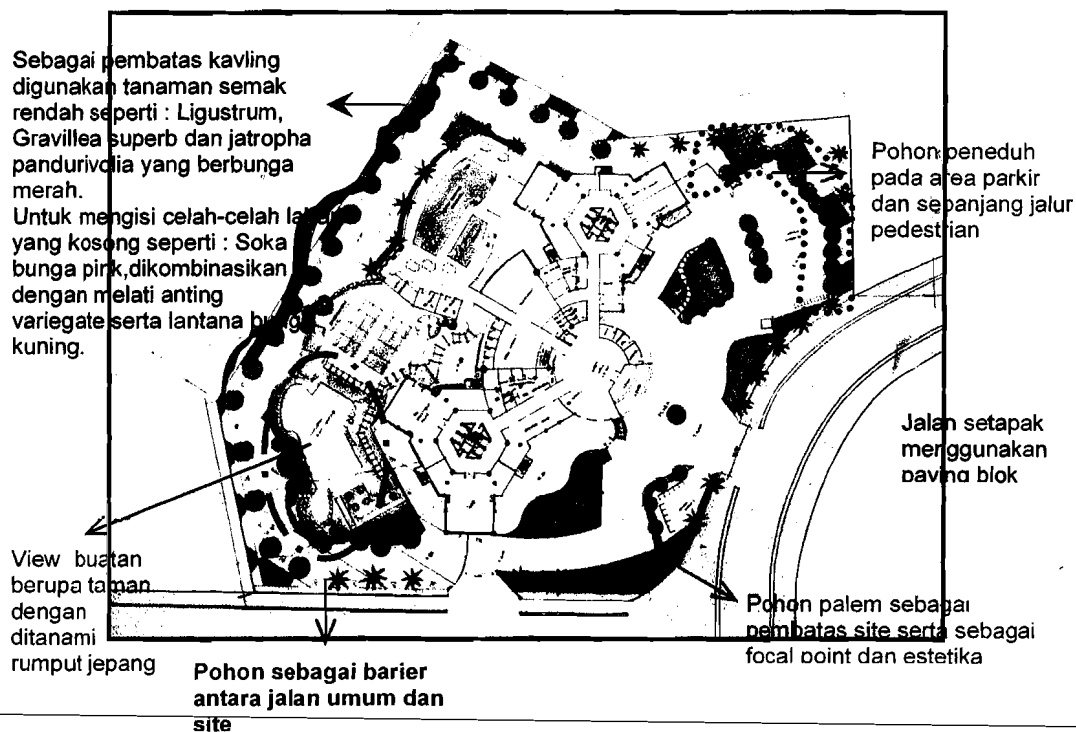 Sebagai pembatas kavling
digunakan tanaman semak
rendah seperti : Ligustrum,
Gravillea superb dan jatropha
pandurivolia yang berbunga
merah.
Untuk mengisi celah-celah lahan
yang kosong seperti : Soka
bunga pink,dikombinasikan
dengan melati anting
variegate serta lantana bunga
kuning.
Pohon peneduh
pada area parkir
dan sepanjang jalur
pedestrian
Jalan setapak
menggunakan
paving blok
View buatan
berupa taman
dengan
ditanami
rumput jepang
Pohon sebagai barier
antara jalan umum dan
site
Pohon palem sebagai
pembatas site serta sebagai
focal point dan estetika